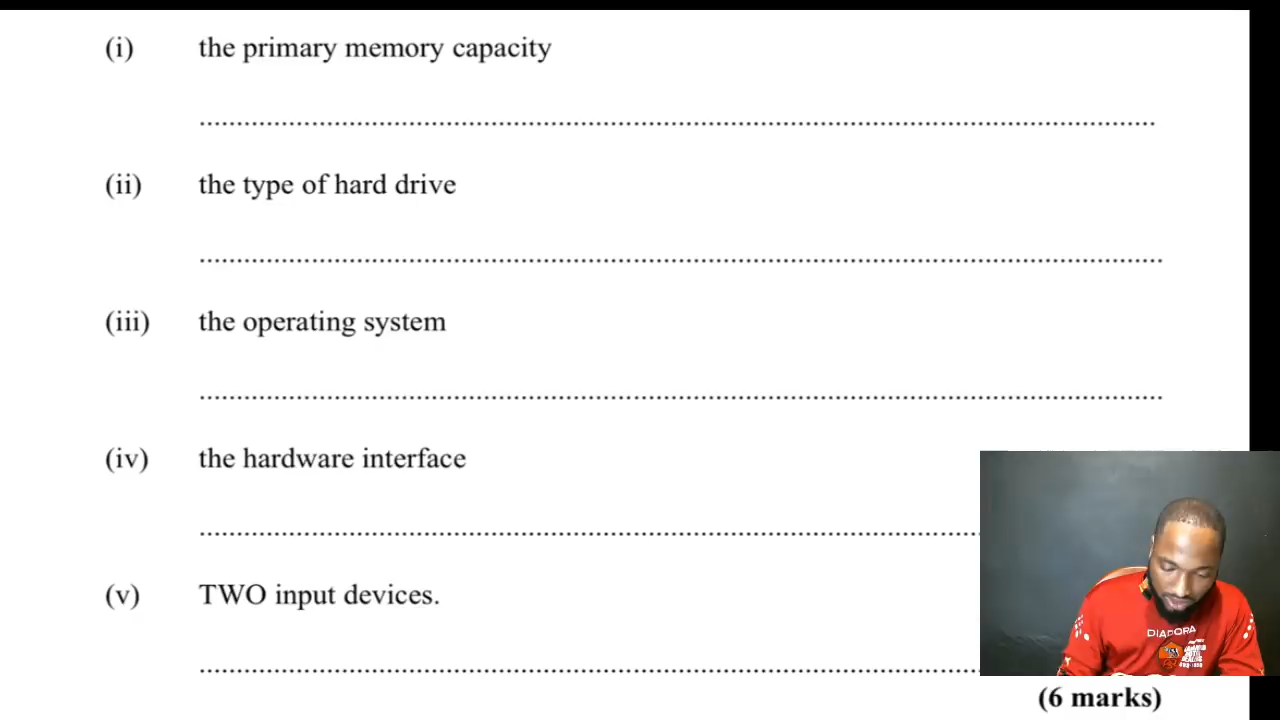 (i) the primary memory capacity
................................................................................................................................
(ii) the type of hard drive
................................................................................................................................
(iii) the operating system
................................................................................................................................
(iv) the hardware interface
........................................................................................................
(v) TWO input devices.
........................................................................................................
DIADORA
(6 marks)